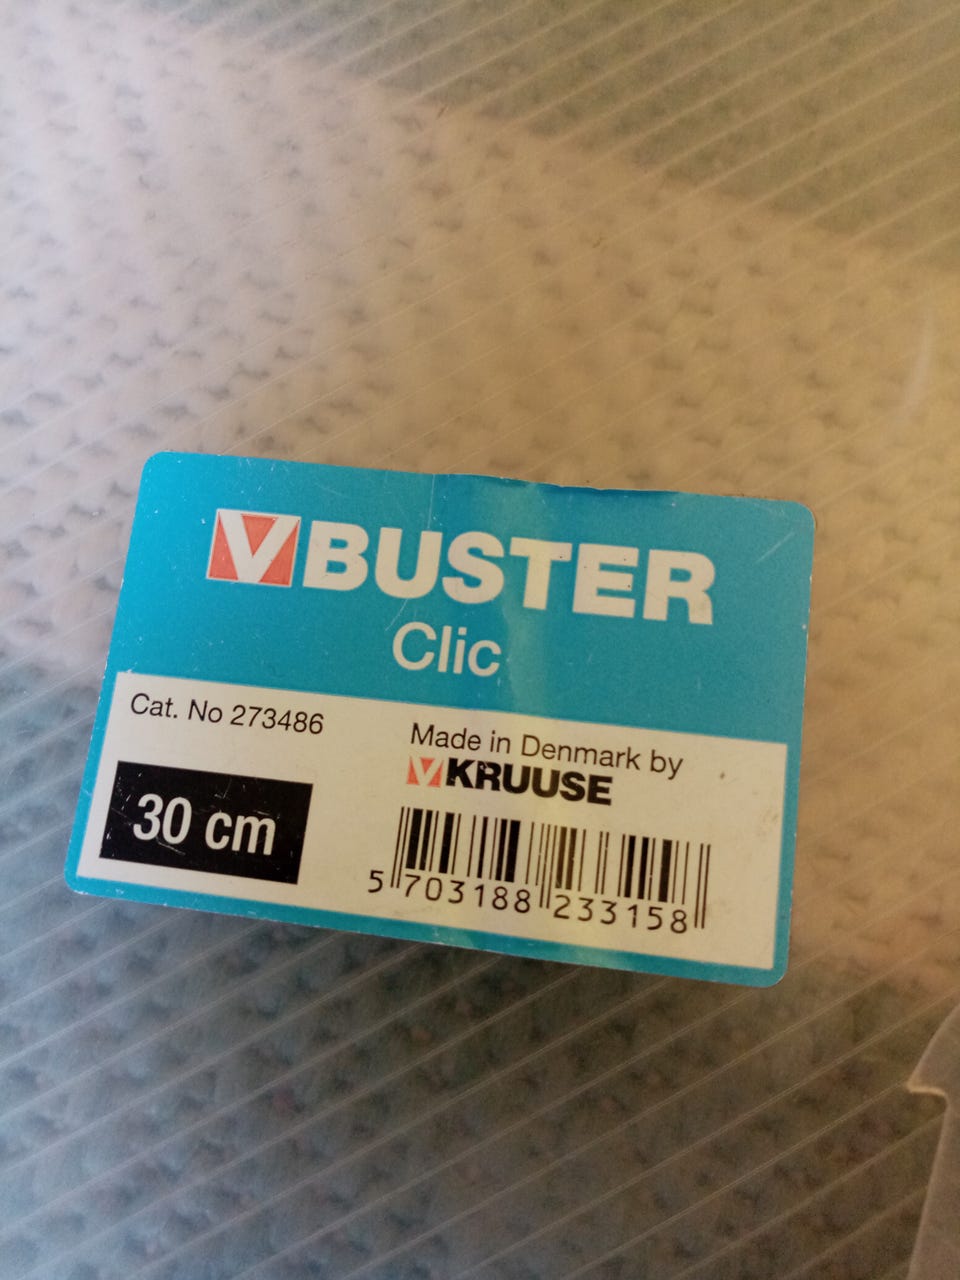 BUSTER
Clic
Cat. No 273486
30 cm
Made in Denmark by
KRUUSE
5 703188 233158